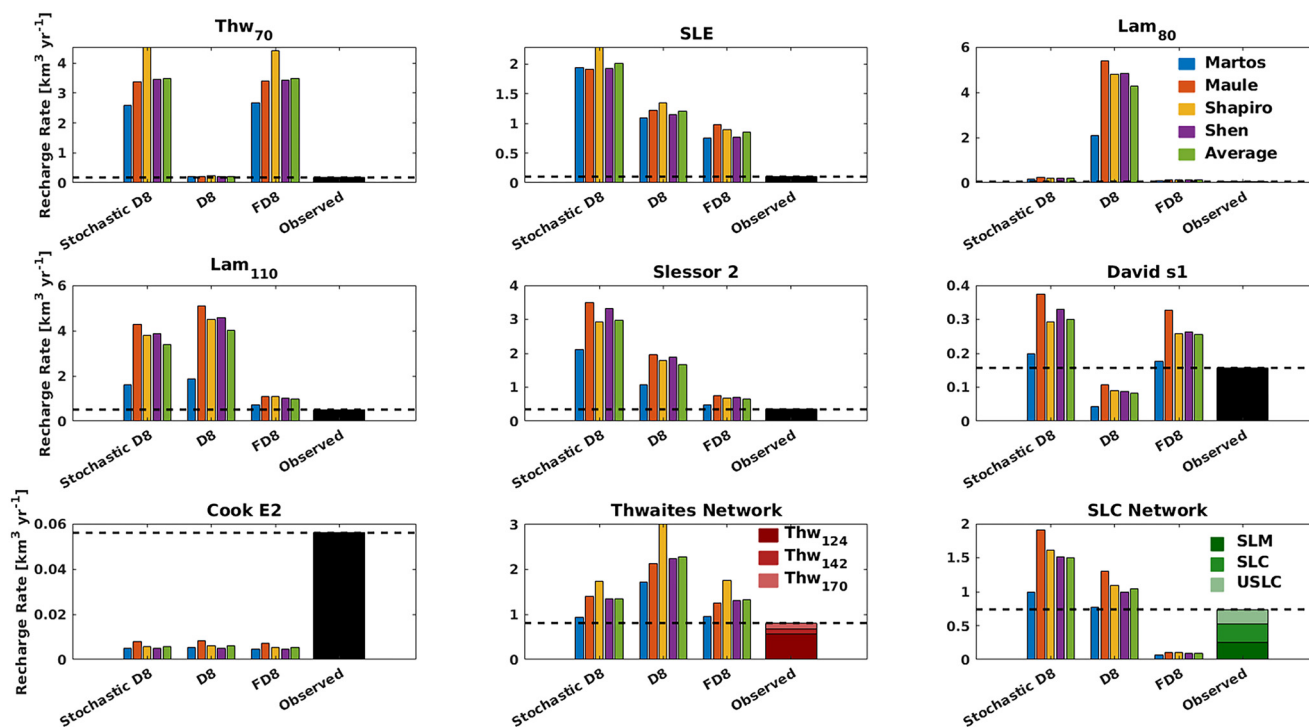 Thw70
Recharge Rate [km3 yr-1]
4
3
2
1
0
Stochastic D8
D8
FD8
Observed
SLE
2
1.5
1
0.5
0
Stochastic D8
D8
FD8
Observed
Lam80
6
4
2
0
Martos
Maule
Shapiro
Shen
Average
Stochastic D8
D8
FD8
Observed
Lam110
Recharge Rate [km3 yr-1]
6
4
2
0
Stochastic D8
D8
FD8
Observed
Slessor 2
4
3
2
1
0
Stochastic D8
D8
FD8
Observed
David s1
0.4
0.3
0.2
0.1
0
Stochastic D8
D8
FD8
Observed
Cook E2
Recharge Rate [km3 yr-1]
0.06
0.04
0.02
0
Stochastic D8
D8
FD8
Observed
Thwaites Network
3
2
1
0
Thw124
Thw142
Thw170
Stochastic D8
D8
FD8
Observed
SLC Network
2
1.5
1
0.5
0
SLM
SLC
USLC
Stochastic D8
D8
FD8
Observed